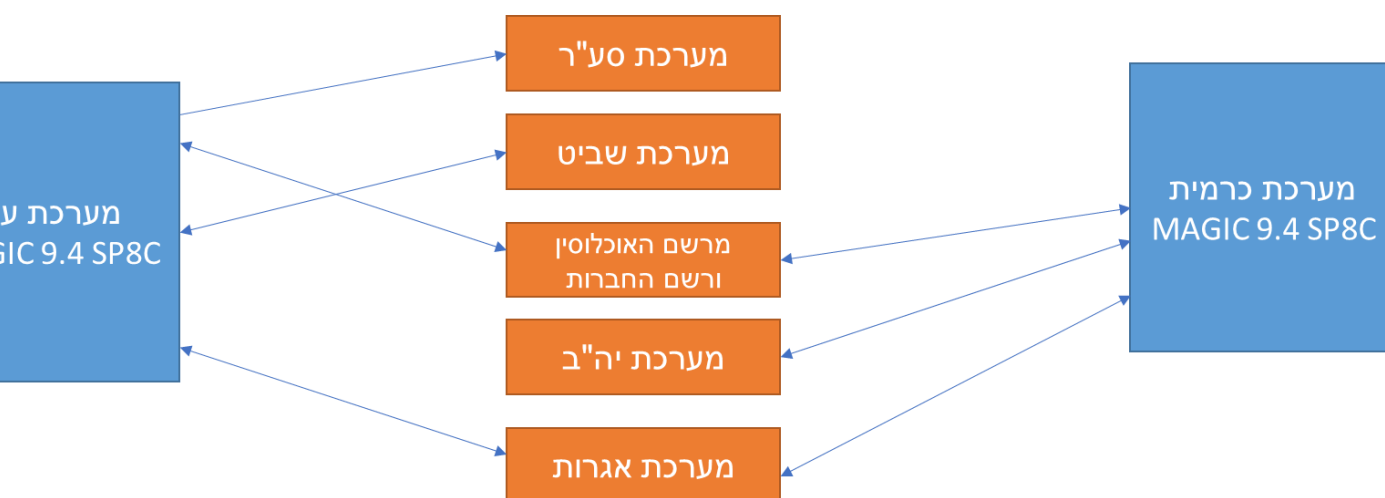 מערכת סע"ר
מערכת שביט
מרשם האוכלוסין
ורשם החברות
מערכת יה"ב
מערכת אגרות
מערכת כרמית
MAGIC 9.4 SP8C
מערכת
9.4 SP8C